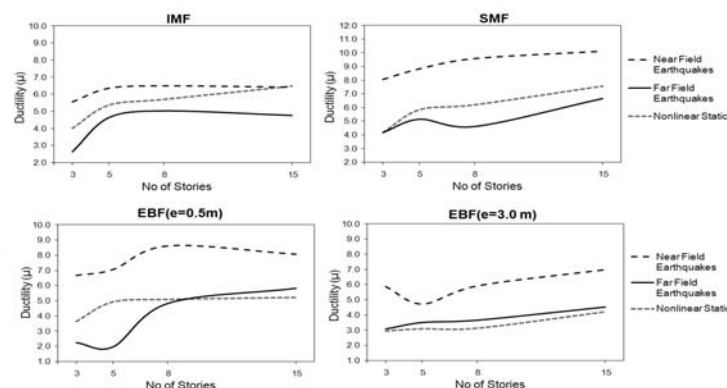 IMF
10.0
9.0
8.0
7.0
6.0
5.0
4.0
3.0
2.0
Ductility (μ)
3 5 8 15
No of Stories
SMF
12.0
11.0
10.0
9.0
8.0
7.0
6.0
5.0
4.0
3.0
2.0
Ductility (μ)
3 5 8 15
No of Stories
Near Field
Earthquakes
Far Field
Earthquakes
Nonlinear Static
EBF(e=0.5m)
10.0
9.0
8.0
7.0
6.0
5.0
4.0
3.0
2.0
1.0
Ductility (μ)
3 5 8 15
No of Stories
EBF(e=3.0 m)
10.0
9.0
8.0
7.0
6.0
5.0
4.0
3.0
2.0
1.0
Ductility (μ)
3 5 8 15
No of Stories
Near Field
Earthquakes
Far Field
Earthquakes
Nonlinear Static